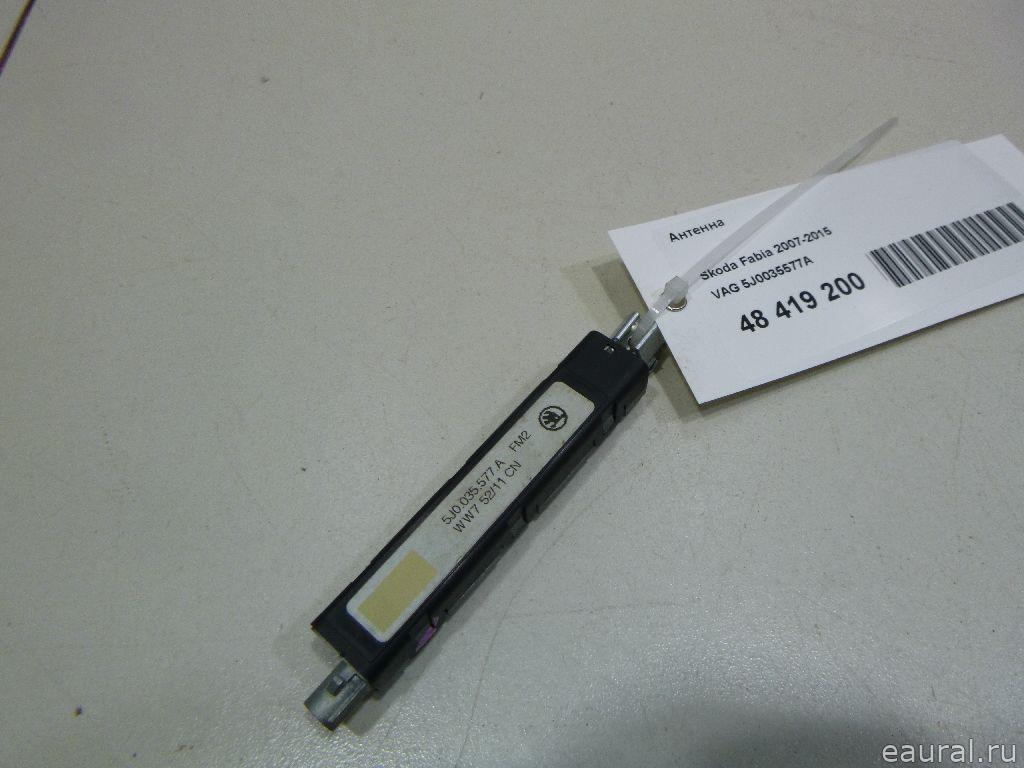 Антенна
Skoda Fabia 2007-2015
VAG 5J0035577A
48 419 200
5J0.035.577.A FM2
WW7 52/11 CN
eaural.ru